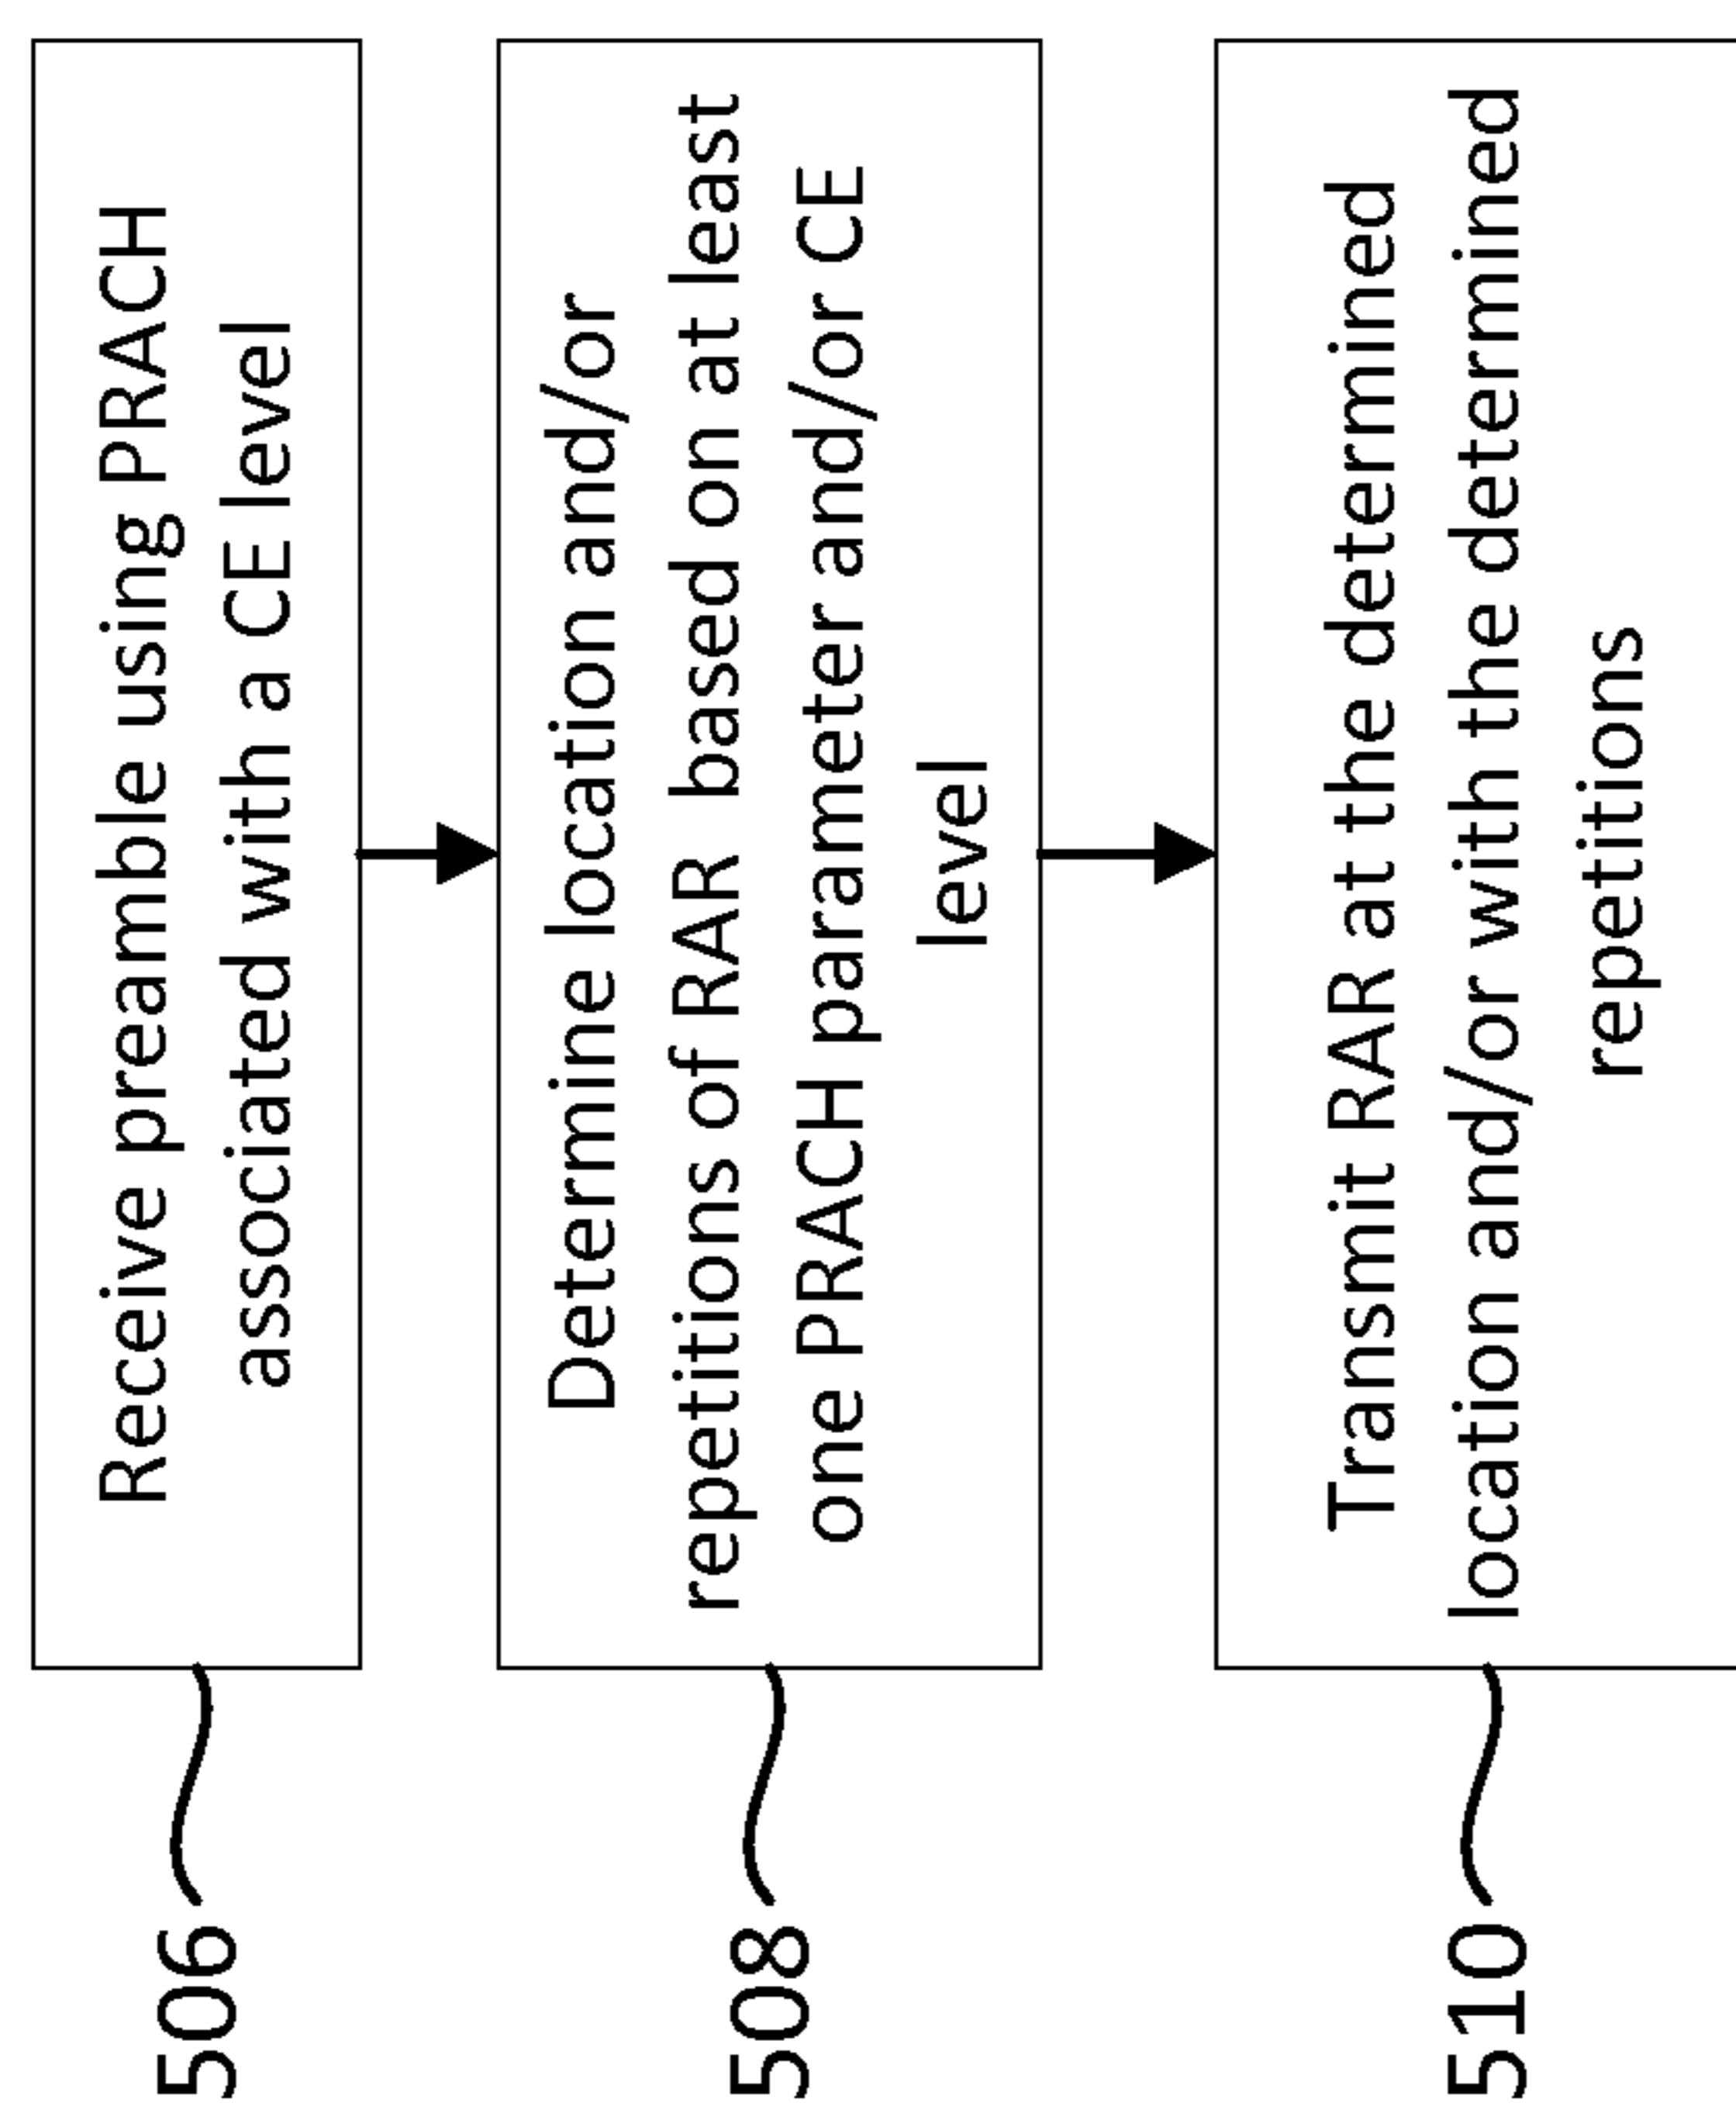 506
Receive preamble using PRACH
associated with a CE level
508
Determine location and/or
repetitions of RAR based on at least
one PRACH parameter and/or CE
level
510
Transmit RAR at the determined
location and/or with the determined
repetitions